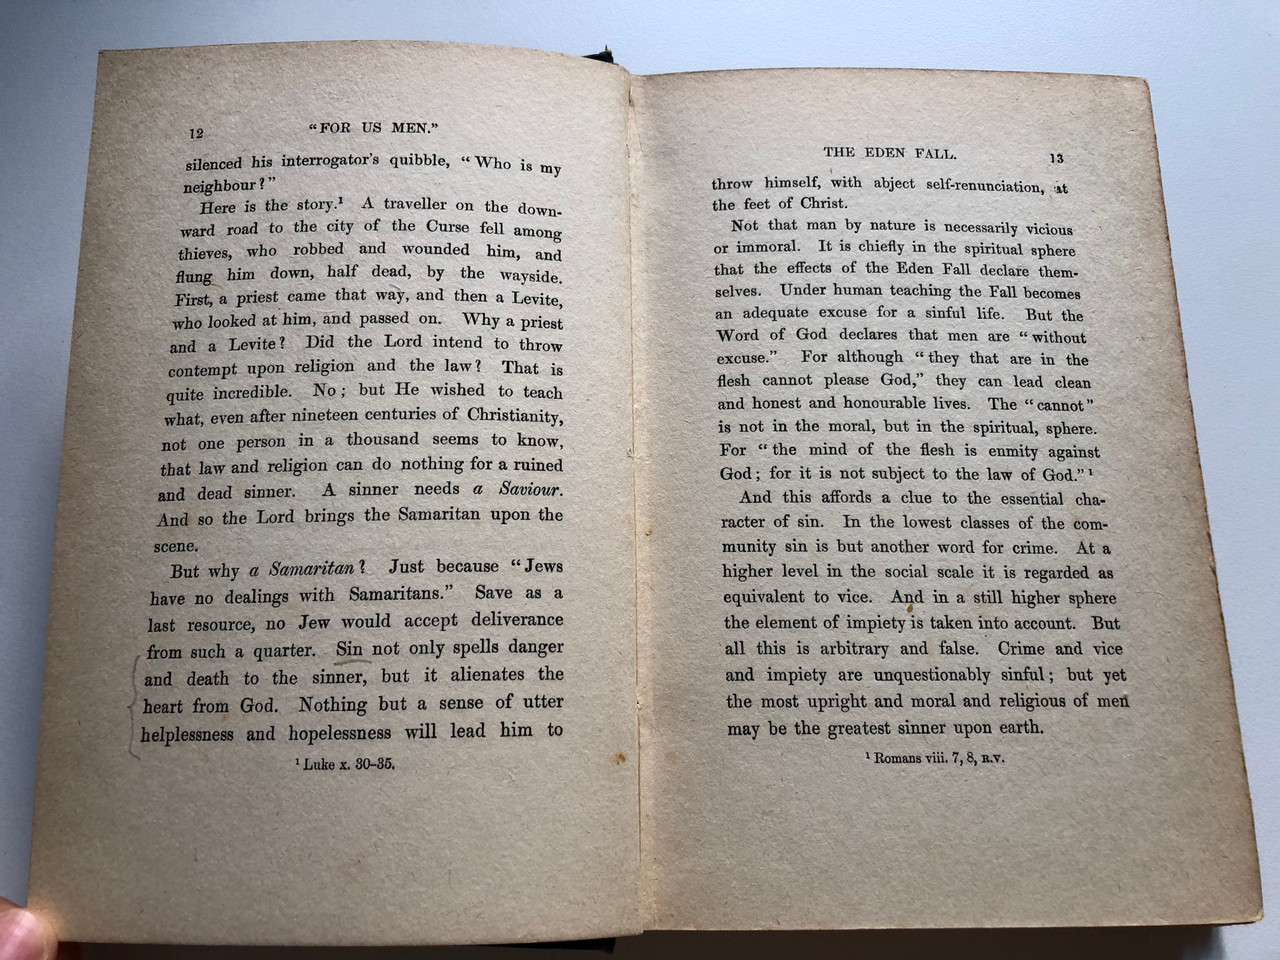 12 "FOR US MEN."
silenced his interrogator's quibble, "Who is my
neighbour?"
Here is the story.¹ A traveller on the down-
ward road to the city of the Curse fell among
thieves, who robbed and wounded him, and
flung him down, half dead, by the wayside.
First, a priest came that way, and then a Levite,
who looked at him, and passed on. Why a priest
and a Levite? Did the Lord intend to throw
contempt upon religion and the law? That is
quite incredible. No; but He wished to teach
what, even after nineteen centuries of Christianity,
not one person in a thousand seems to know,
that law and religion can do nothing for a ruined
and dead sinner. A sinner needs a Saviour.
And so the Lord brings the Samaritan upon the
scene.
But why a Samaritan? Just because "Jews
have no dealings with Samaritans." Save as a
last resource, no Jew would accept deliverance
from such a quarter. Sin not only spells danger
and death to the sinner, but it alienates the
heart from God. Nothing but a sense of utter
helplessness and hopelessness will lead him to
¹ Luke x. 30-35.
THE EDEN FALL. 13
throw himself, with abject self-renunciation, at
the feet of Christ.
Not that man by nature is necessarily vicious
or immoral. It is chiefly in the spiritual sphere
that the effects of the Eden Fall declare them-
selves. Under human teaching the Fall becomes
an adequate excuse for a sinful life. But the
Word of God declares that men are "without
excuse." For although "they that are in the
flesh cannot please God," they can lead clean
and honest and honourable lives. The "cannot"
is not in the moral, but in the spiritual, sphere.
For "the mind of the flesh is enmity against
God; for it is not subject to the law of God."¹
And this affords a clue to the essential cha-
racter of sin. In the lowest classes of the com-
munity sin is but another word for crime. At a
higher level in the social scale it is regarded as
equivalent to vice. And in a still higher sphere
the element of impiety is taken into account. But
all this is arbitrary and false. Crime and vice
and impiety are unquestionably sinful; but yet
the most upright and moral and religious of men
may be the greatest sinner upon earth.
¹ Romans viii. 7, 8, R.V.